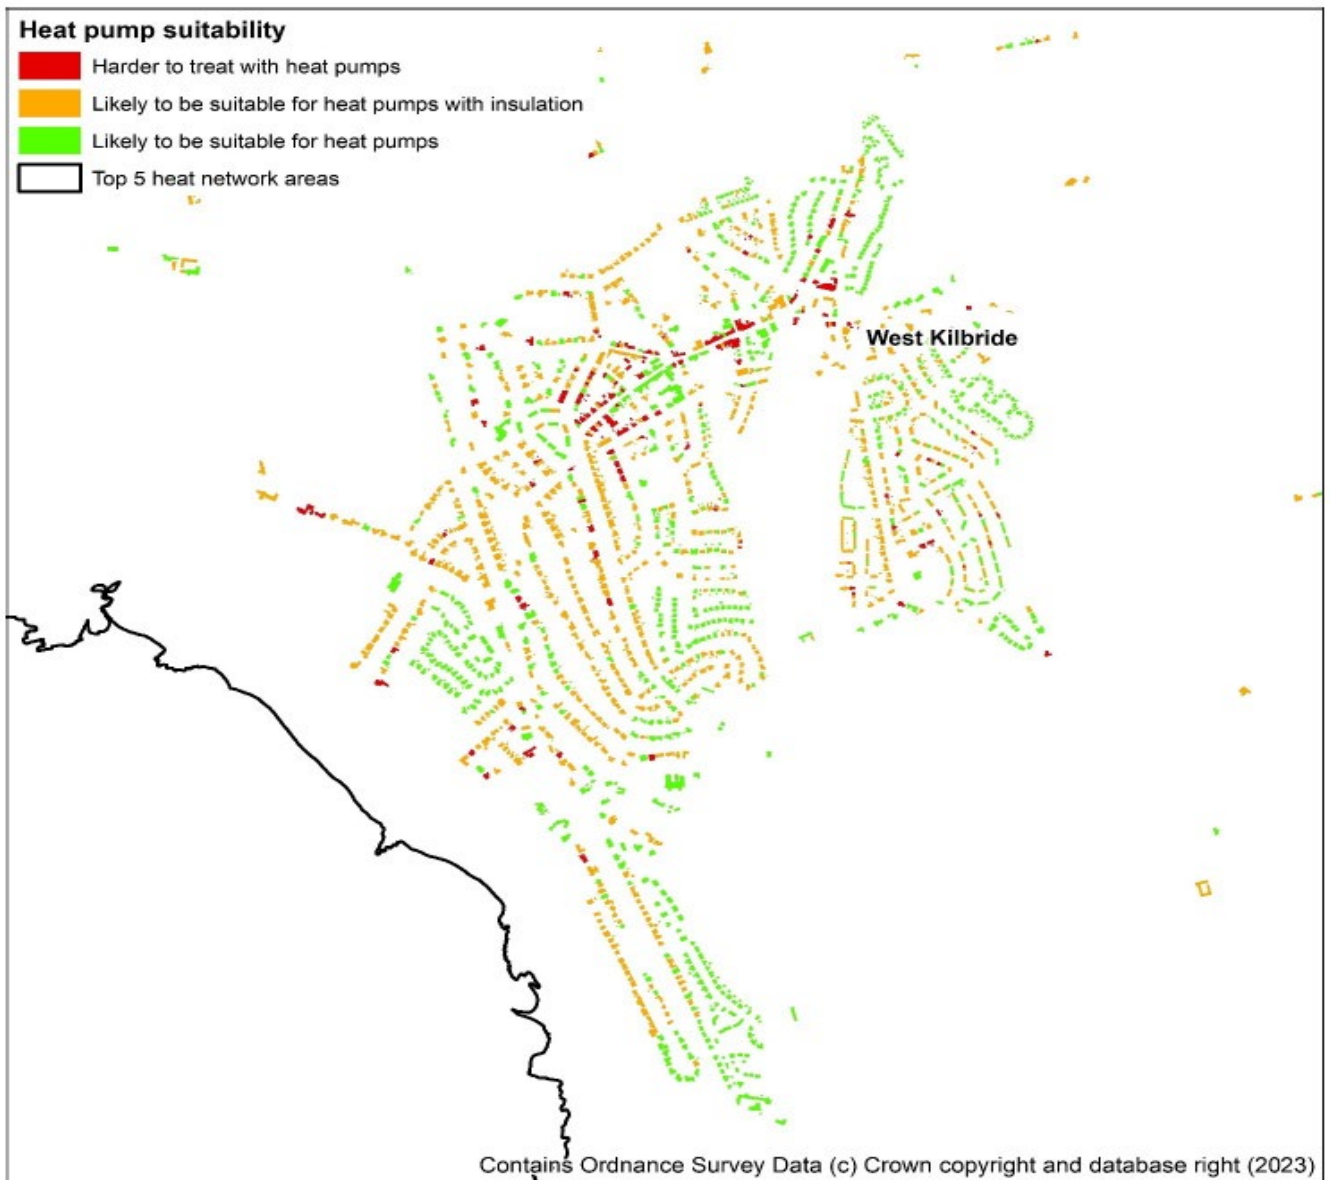 Heat pump suitability
Harder to treat with heat pumps
Likely to be suitable for heat pumps with insulation
Likely to be suitable for heat pumps
Top 5 heat network areas
West Kilbride
Contains Ordnance Survey Data (c) Crown copyright and database right (2023)